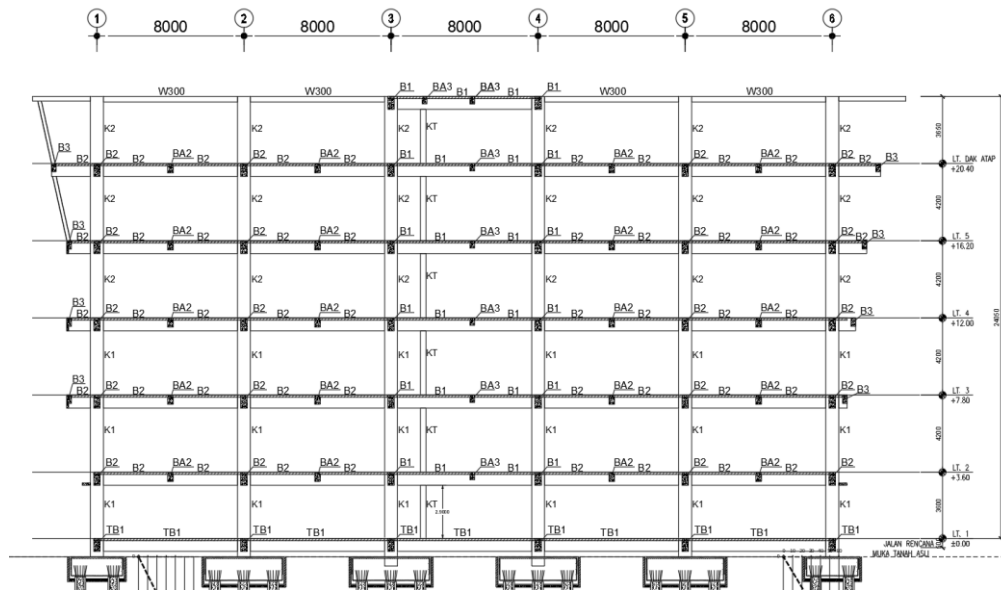 1 2 3 4 5 6
8000 8000 8000 8000 8000
B1 BA3 B1 BA3 B1 B1
W300 W300 W300 W300
K2 K2 K2 KT K2 K2 K2
3550
B3 B2 B2 B2 BA2 B2 B2 B2 BA2 B2 B1 B1 BA3 B1 B1 B2 BA2 B2 B2 B2 BA2 B2 B2 B2 B3
LT. DAK ATAP
+20.40
K2 K2 K2 K2 K2 K2
4200
B3 B2 B2 B2 BA2 B2 B2 B2 BA2 B2 B1 B1 BA3 B1 B1 B2 BA2 B2 B2 B2 BA2 B2 B2 B2 B3
LT. 5
+16.20
K2 K2 K2 KT K2 K2 K2
4200
24050
B3 B2 B2 B2 BA2 B2 B2 B2 BA2 B2 B1 B1 BA3 B1 B1 B2 BA2 B2 B2 B2 BA2 B2 B2 B3
LT. 4
+12.00
K1 K1 K1 KT K1 K1 K1
4200
B3 B2 B2 B2 BA2 B2 B2 B2 BA2 B2 B1 B1 BA3 B1 B1 B2 BA2 B2 B2 B2 BA2 B2 B2 B3
LT. 3
+7.80
K1 K1 K1 KT K1 K1 K1
4200
B2 B2 BA2 B2 B2 B2 BA2 B2 B1 B1 BA3 B1 B1 B2 BA2 B2 B2 B2 BA2 B2 B2
LT. 2
+3.60
K1 K1 K1 KT K1 K1 K1
TB1 TB1 TB1 TB1 TB1 TB1 TB1 TB1 TB1 TB1 TB1
LT. 1
±0.00
JALAN RENCANA
MUKA TANAH ASLI